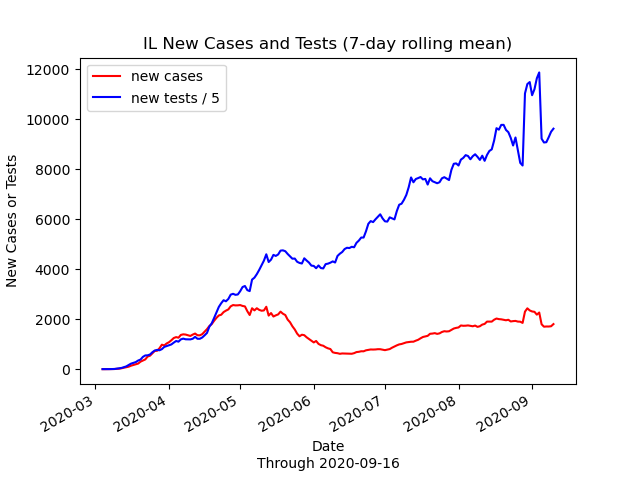 IL New Cases and Tests (7-day rolling mean)
new cases
new tests / 5
New Cases or Tests
12000
10000
8000
6000
4000
2000
0
2020-03
2020-04
2020-05
2020-06
2020-07
2020-08
2020-09
Date
Through 2020-09-16